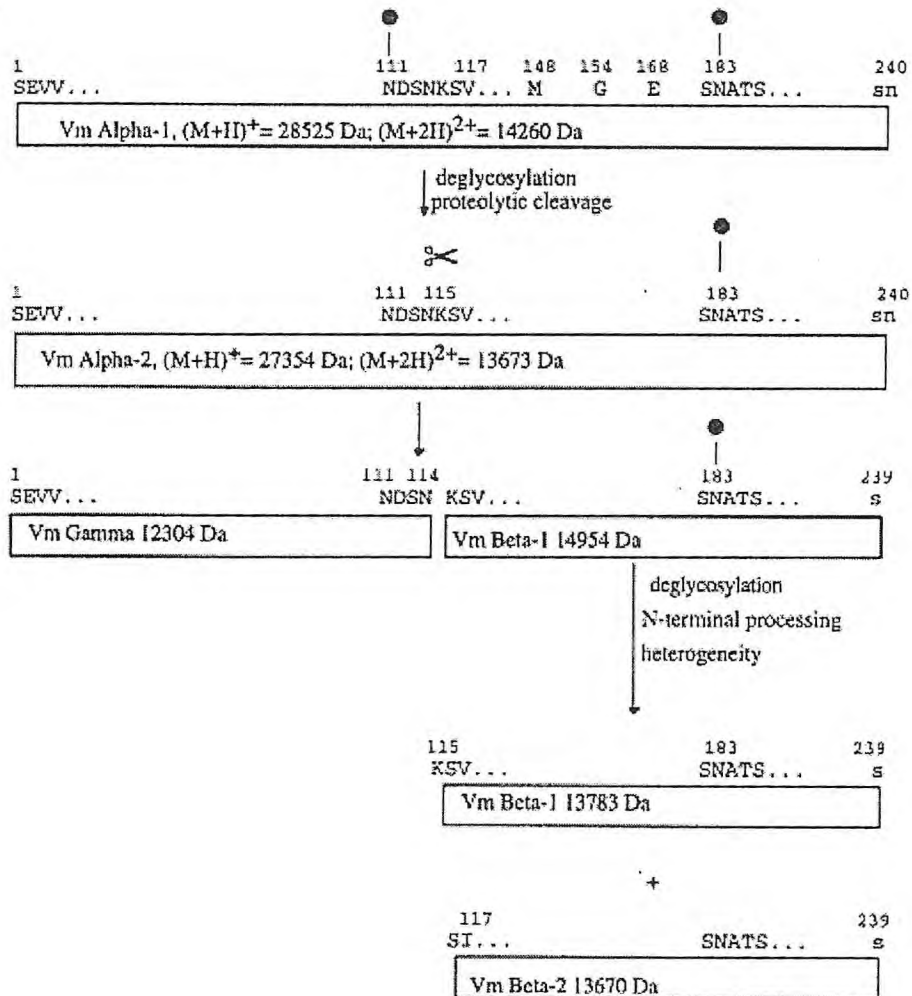 1 111 117 148 154 168 183 240
SEVV... NDSNKSV... M G E SNATS... sn
Vm Alpha-1, (M+H)+= 28525 Da; (M+2H)2+= 14260 Da
deglycosylation
proteolytic cleavage
1 111 115 183 240
SEVV... NDSNKSV... SNATS... sn
Vm Alpha-2, (M+H)+= 27354 Da; (M+2H)2+= 13673 Da
1 111 114 183 239
SEVV... NDSN KSV... SNATS... s
Vm Gamma 12304 Da Vm Beta-1 14954 Da
deglycosylation
N-terminal processing
heterogeneity
115 183 239
KSV... SNATS... s
Vm Beta-1 13783 Da
+
117 239
SI... SNATS... s
Vm Beta-2 13670 Da